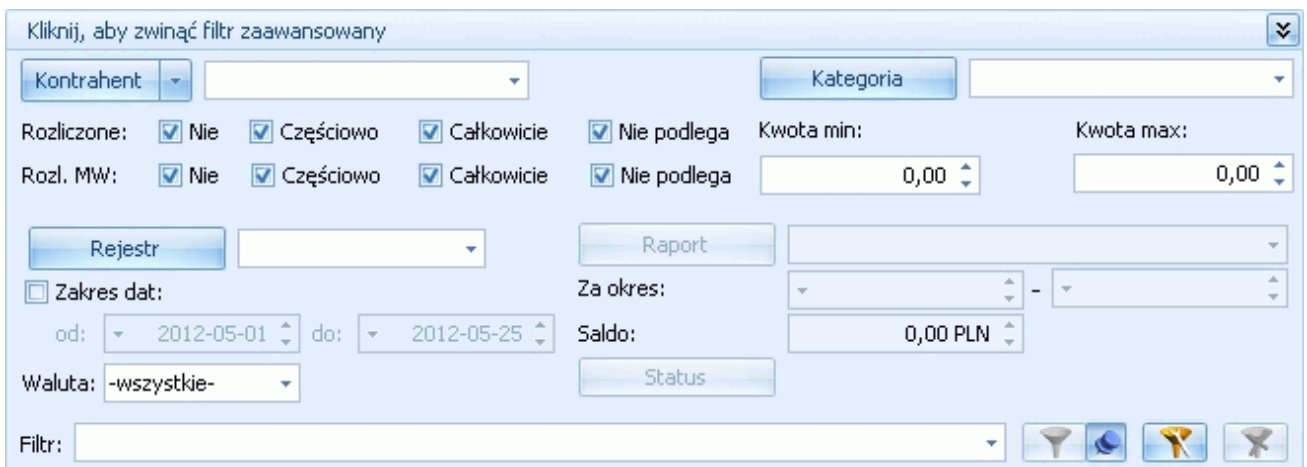 Kliknij, aby zwinąć filtr zaawansowany
Kontrahent Kategoria
Rozliczone: Nie Częściowo Całkowicie Nie podlega Kwota min: Kwota max:
Rozl. MW: Nie Częściowo Całkowicie Nie podlega 0,00 0,00
Rejestr Raport
Zakres dat: Za okres: -
od: 2012-05-01 do: 2012-05-25 Saldo: 0,00 PLN
Waluta: -wszystkie- Status
Filtr: